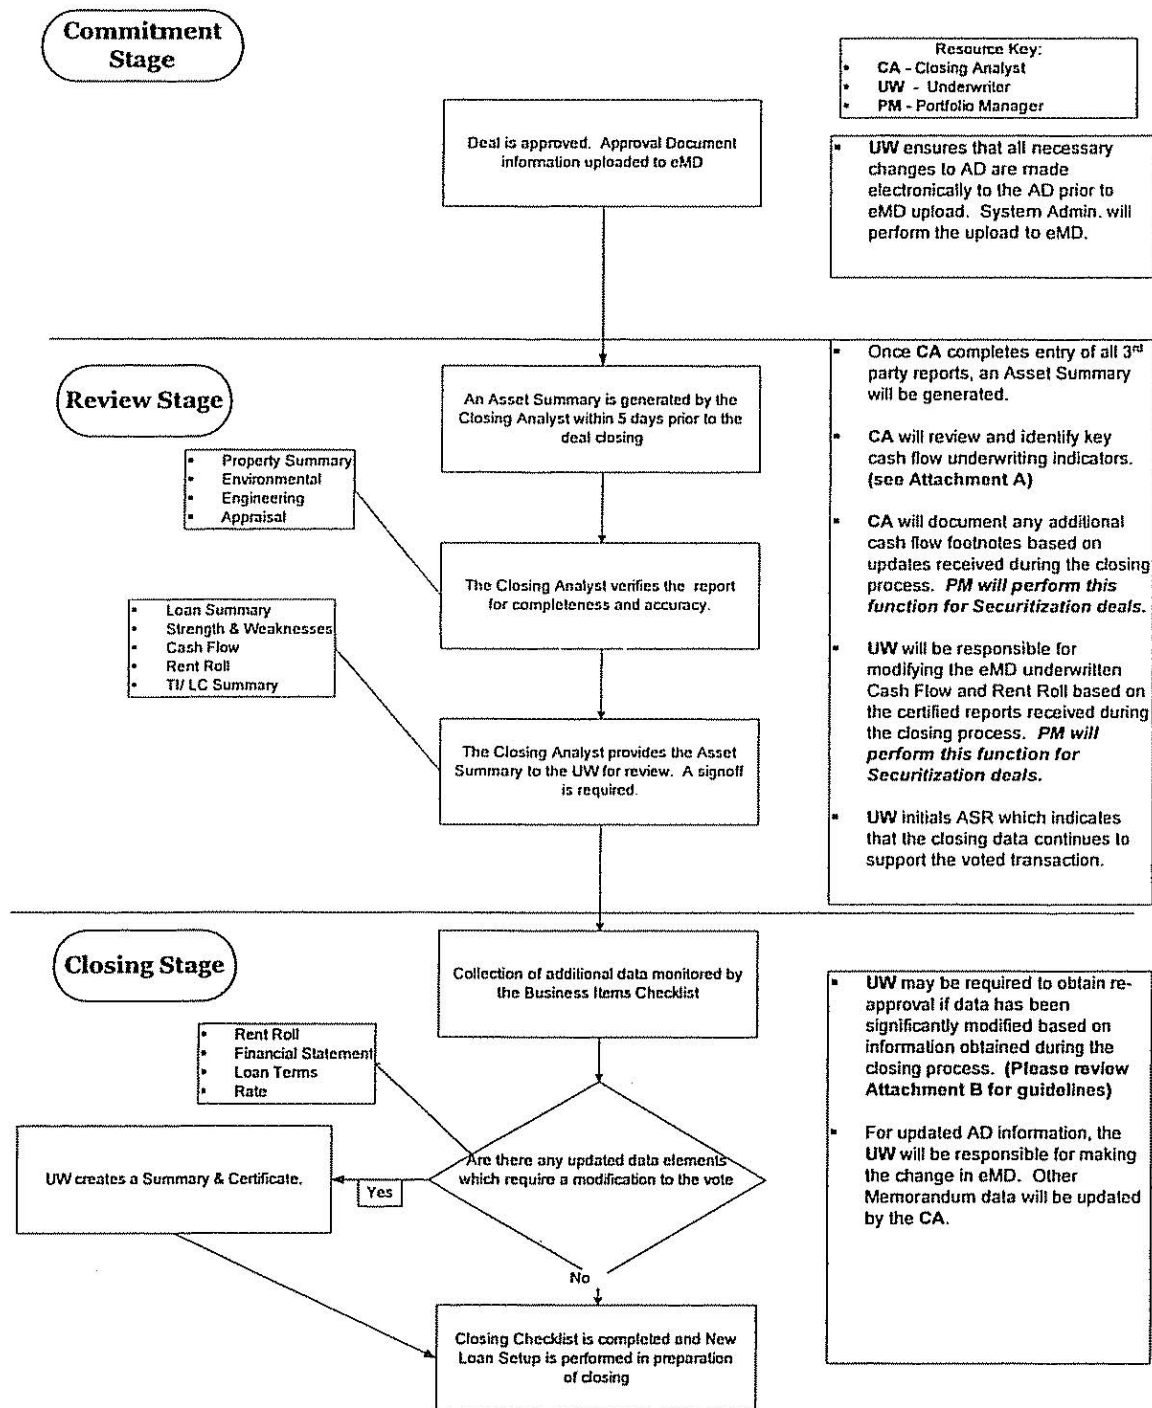 Commitment
Stage
Resource Key:
▪ CA - Closing Analyst
▪ UW - Underwriter
▪ PM - Portfolio Manager
Deal is approved. Approval Document
information uploaded to eMD
▪ UW ensures that all necessary
changes to AD are made
electronically to the AD prior to
eMD upload. System Admin. will
perform the upload to eMD.
Review Stage
An Asset Summary is generated by the
Closing Analyst within 5 days prior to the
deal closing
▪ Property Summary
▪ Environmental
▪ Engineering
▪ Appraisal
The Closing Analyst verifies the report
for completeness and accuracy.
▪ Loan Summary
▪ Strength & Weaknesses
▪ Cash Flow
▪ Rent Roll
▪ TI/ LC Summary
The Closing Analyst provides the Asset
Summary to the UW for review. A signoff
is required.
▪ Once CA completes entry of all 3rd
party reports, an Asset Summary
will be generated.
▪ CA will review and identify key
cash flow underwriting indicators.
(see Attachment A)
▪ CA will document any additional
cash flow footnotes based on
updates received during the closing
process. PM will perform this
function for Securitization deals.
▪ UW will be responsible for
modifying the eMD underwritten
Cash Flow and Rent Roll based on
the certified reports received during
the closing process. PM will
perform this function for
Securitization deals.
▪ UW initials ASR which indicates
that the closing data continues to
support the voted transaction.
Closing Stage
Collection of additional data monitored by
the Business Items Checklist
▪ Rent Roll
▪ Financial Statement
▪ Loan Terms
▪ Rate
Are there any updated data elements
which require a modification to the vote
Yes
UW creates a Summary & Certificate.
No
Closing Checklist is completed and New
Loan Setup is performed in preparation
of closing
▪ UW may be required to obtain re-
approval if data has been
significantly modified based on
information obtained during the
closing process. (Please review
Attachment B for guidelines)
▪ For updated AD information, the
UW will be responsible for making
the change in eMD. Other
Memorandum data will be updated
by the CA.